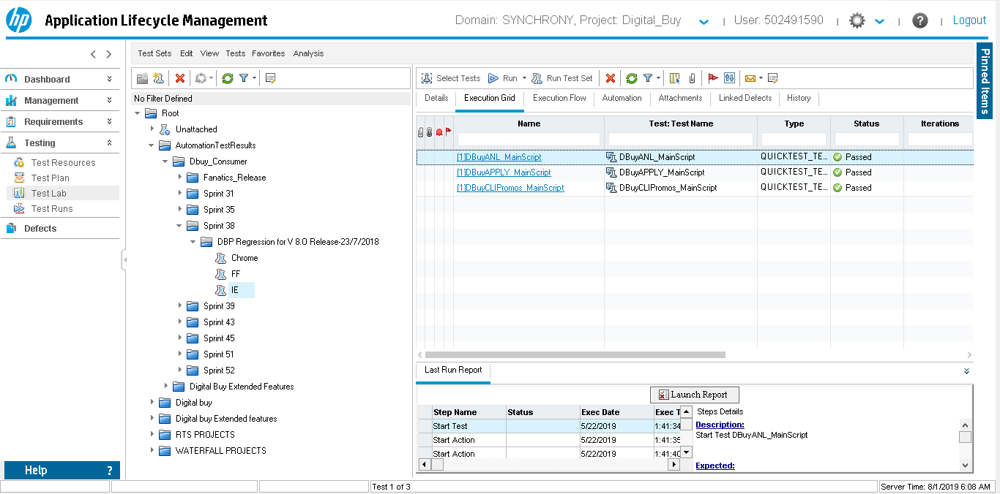 hp Application Lifecycle Management
Domain: SYNCHRONY, Project: Digital_Buy
User: 502491590
?
Logout
Dashboard
Management
Requirements
Testing
Test Resources
Test Plan
Test Lab
Test Runs
Defects
Help ?
Test Sets Edit View Tests Favorites Analysis
No Filter Defined
Root
Unattached
AutomationTestResults
Dbuy_Consumer
Fanatics_Release
Sprint 31
Sprint 35
Sprint 38
DBP Regression for V 8.0 Release-23/7/2018
Chrome
FF
IE
Sprint 39
Sprint 43
Sprint 45
Sprint 51
Sprint 52
Digital Buy Extended Features
Digital buy
Digital buy Extended features
RTS PROJECTS
WATERFALL PROJECTS
Select Tests Run Run Test Set
Details Execution Grid Execution Flow Automation Attachments Linked Defects History
Name Test: Test Name Type Status Iterations
[1]DBuyANL_MainScript DBuyANL_MainScript QUICKTEST_TE... Passed
[1]DBuyAPPLY_MainScript DBuyAPPLY_MainScript QUICKTEST_TE... Passed
[1]DBuyCLIPromos_MainScript DBuyCLIPromos_MainScript QUICKTEST_TE... Passed
Last Run Report
Launch Report
Step Name Status Exec Date Exec T
Start Test 5/22/2019 1:41:34
Start Action 5/22/2019 1:41:35
Start Action 5/22/2019 1:41:40
Steps Details
Description:
Start Test DBuyANL_MainScript
Expected:
Pinned Items
Test 1 of 3
Server Time: 8/1/2019 6:08 AM